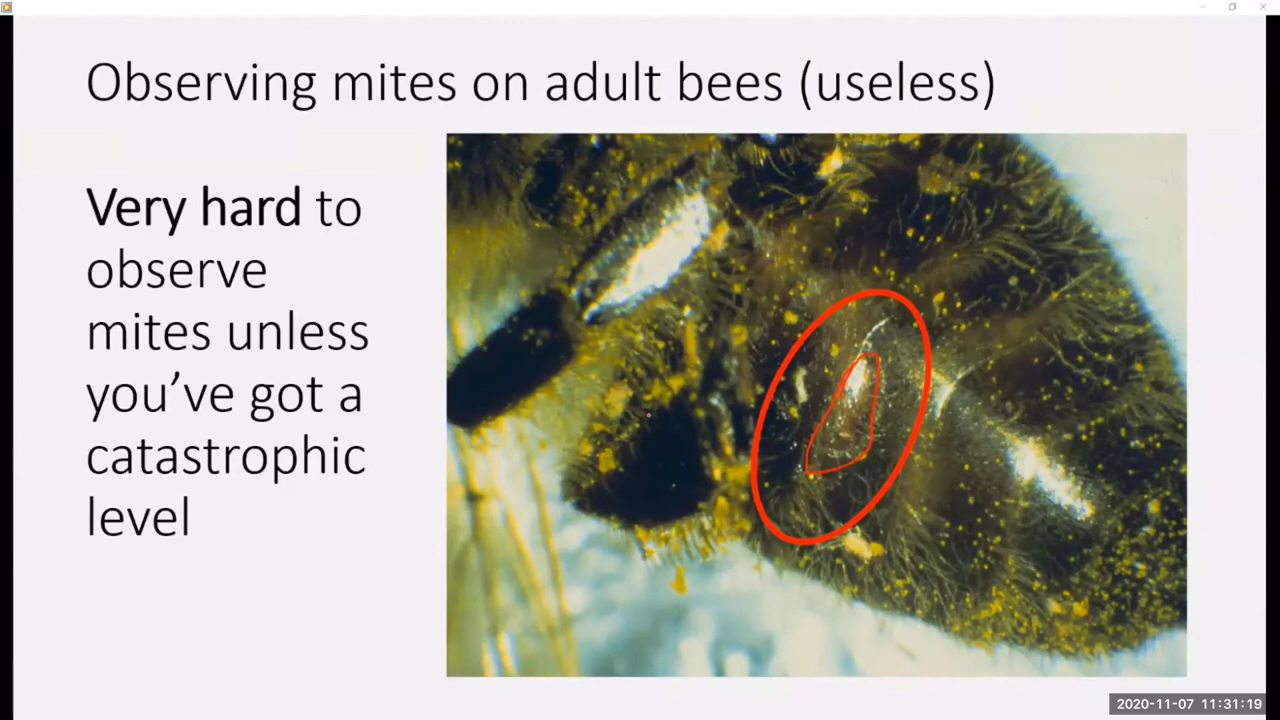 Observing mites on adult bees (useless)
Very hard to
observe
mites unless
you’ve got a
catastrophic
level
2020-11-07 11:31:19